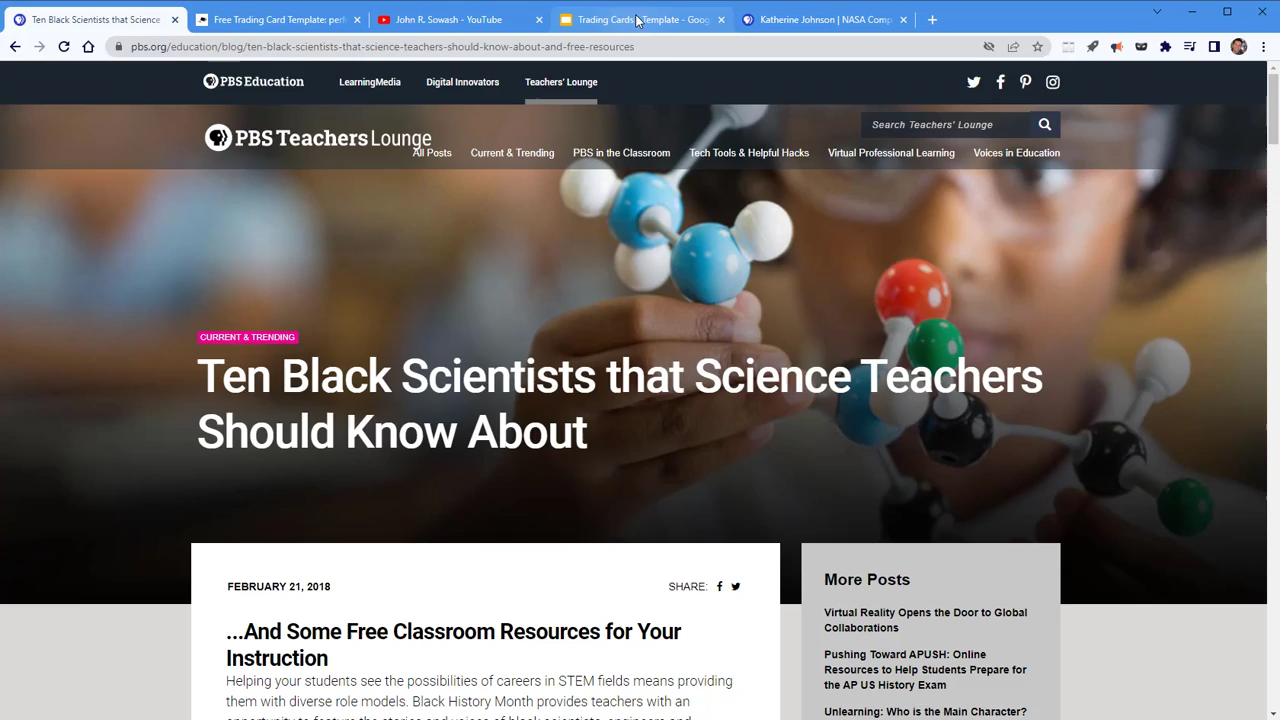 Ten Black Scientists that Science
Free Trading Card Template: per
John R. Sowash - YouTube
Trading Cards Template - Goog
Katherine Johnson | NASA Comp
pbs.org/education/blog/ten-black-scientists-that-science-teachers-should-know-about-and-free-resources
PBS Education
LearningMedia
Digital Innovators
Teachers' Lounge
PBS Teachers Lounge
Search Teachers' Lounge
All Posts
Current & Trending
PBS in the Classroom
Tech Tools & Helpful Hacks
Virtual Professional Learning
Voices in Education
CURRENT & TRENDING
Ten Black Scientists that Science Teachers
Should Know About
FEBRUARY 21, 2018
SHARE:
...And Some Free Classroom Resources for Your
Instruction
Helping your students see the possibilities of careers in STEM fields means providing
them with diverse role models. Black History Month provides teachers with an
More Posts
Virtual Reality Opens the Door to Global
Collaborations
Pushing Toward APUSH: Online
Resources to Help Students Prepare for
the AP US History Exam
Unlearning: Who is the Main Character?